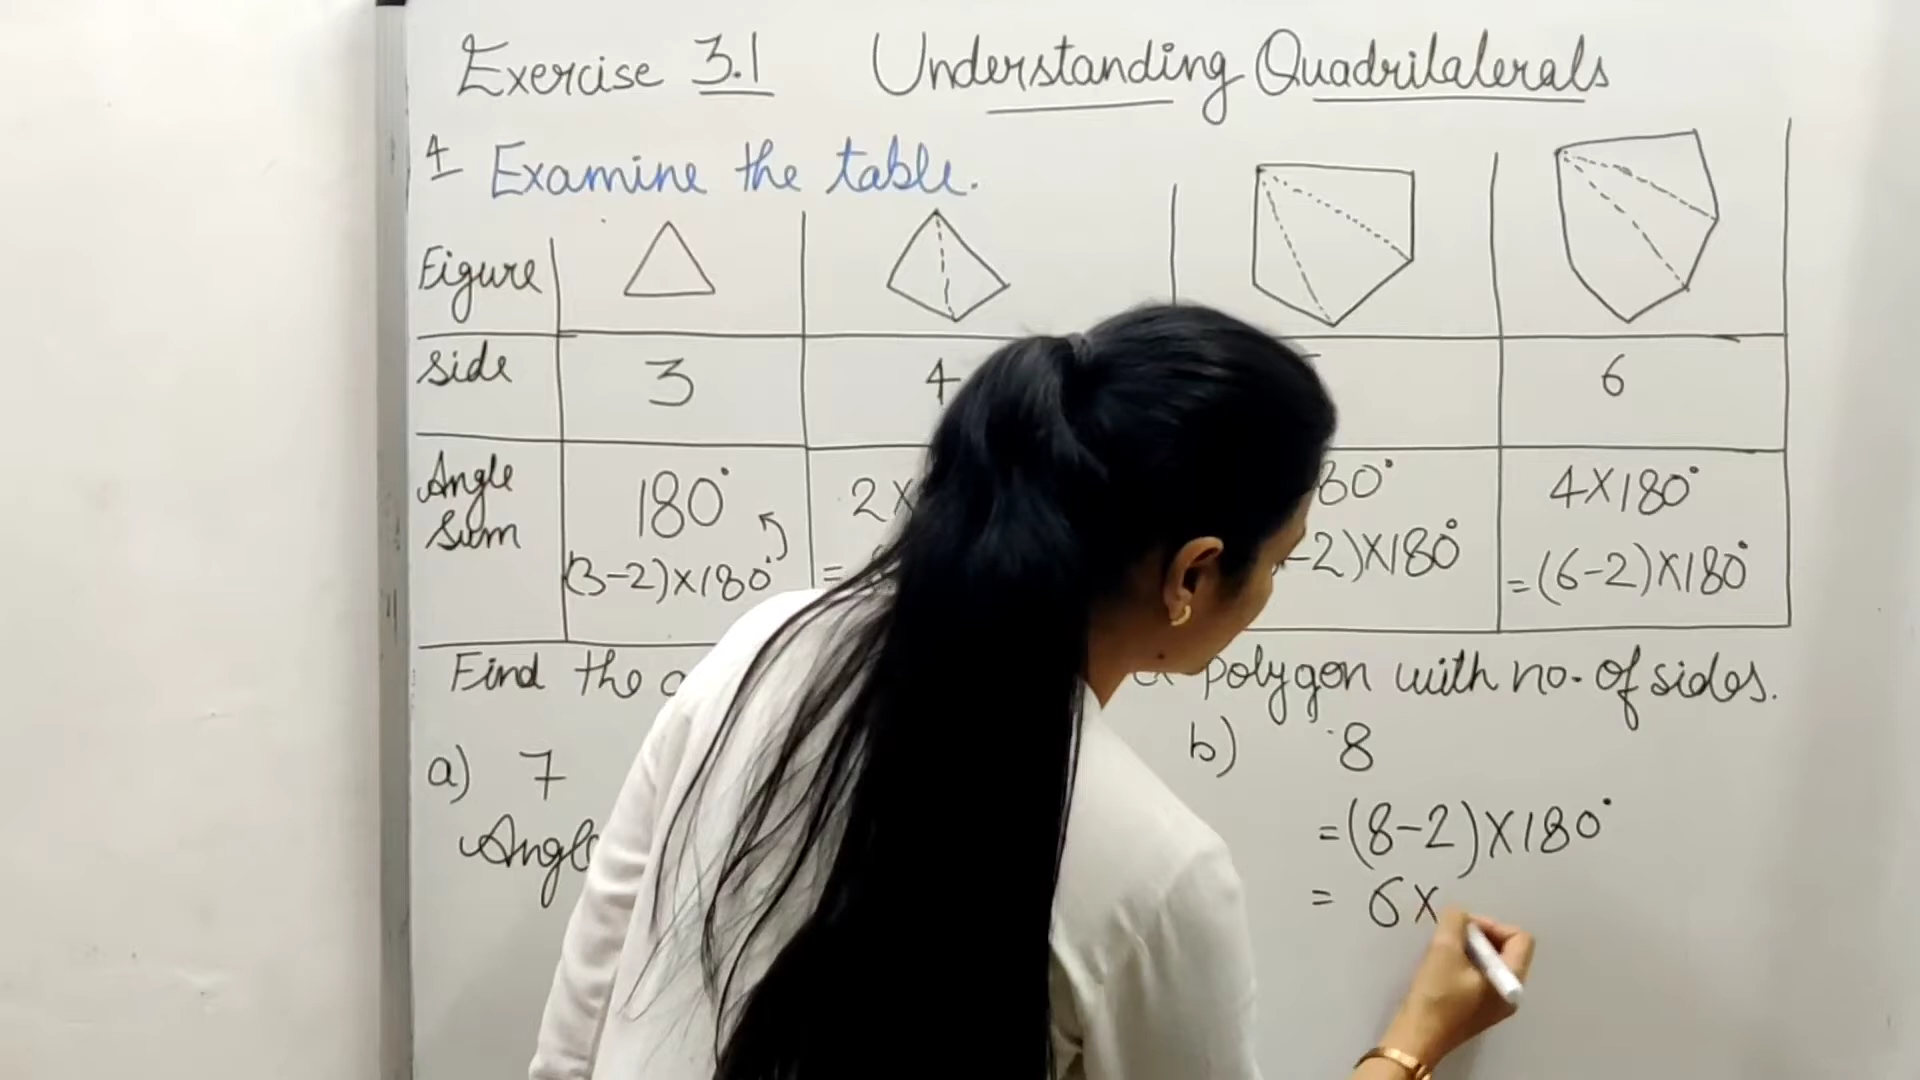 Exercise 3.1 Understanding Quadrilaterals
4 Examine the table.
Figure
Side 3 4 6
Angle Sum 180° 2X 80° 4X180°
(3-2)X180° = -2)X180° =(6-2)X180°
Find the polygon with no. of sides.
a) 7 b) 8
=(8-2)X180°
= 6X